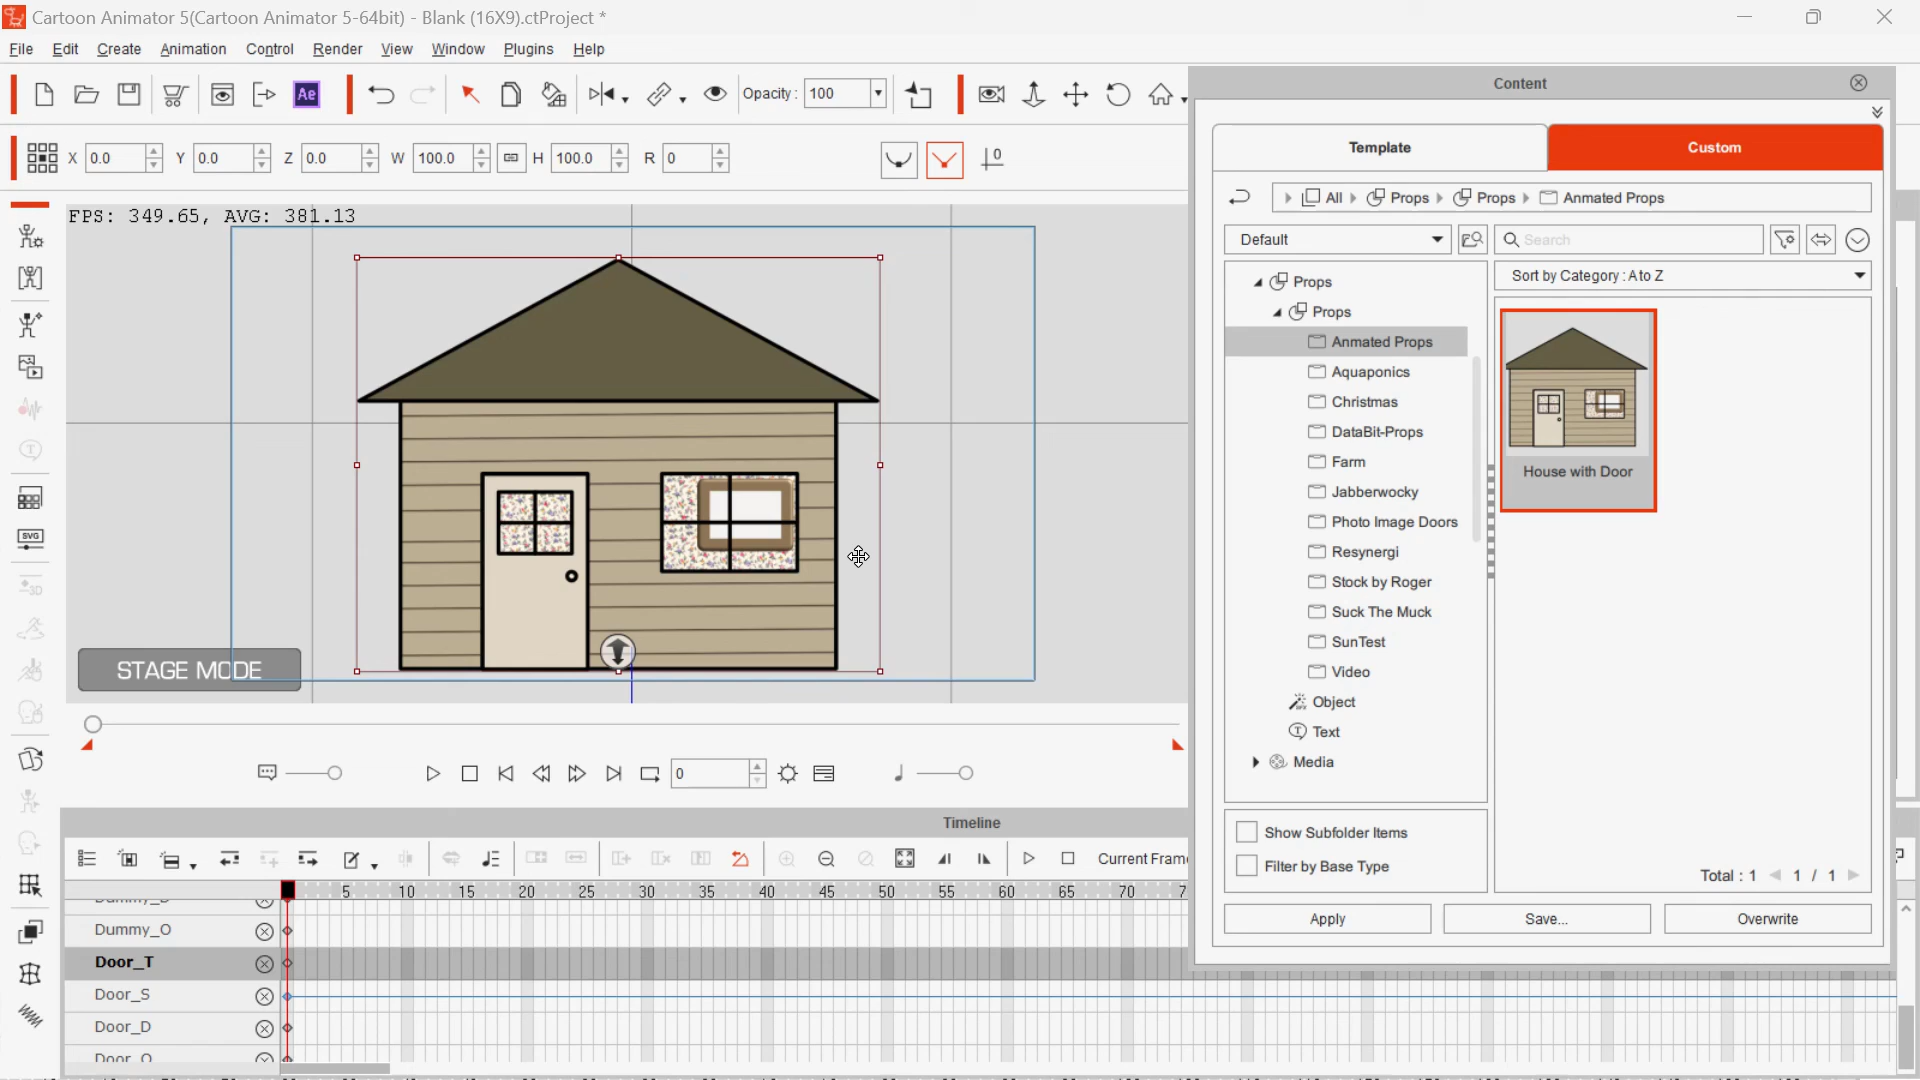 Cartoon Animator 5(Cartoon Animator 5-64bit) - Blank (16X9).ctProject *
File Edit Create Animation Control Render View Window Plugins Help
Ae
Opacity : 100
X 0.0 Y 0.0 Z 0.0 W 100.0 H 100.0 R 0
0
FPS: 349.65, AVG: 381.13
SVG
3D
STAGE MODE
0
Content
Template Custom
All Props Props Anmated Props
Default
Search
Sort by Category : A to Z
Props
Props
Anmated Props
Aquaponics
Christmas
DataBit-Props
Farm
Jabberwocky
Photo Image Doors
Resynergi
Stock by Roger
Suck The Muck
SunTest
Video
Object
Text
Media
House with Door
Show Subfolder Items
Filter by Base Type
Total : 1 1 / 1
Apply Save... Overwrite
Timeline
Current Frame
5 10 15 20 25 30 35 40 45 50 55 60 65 70
Dummy_D
Dummy_O
Door_T
Door_S
Door_D
Door_O